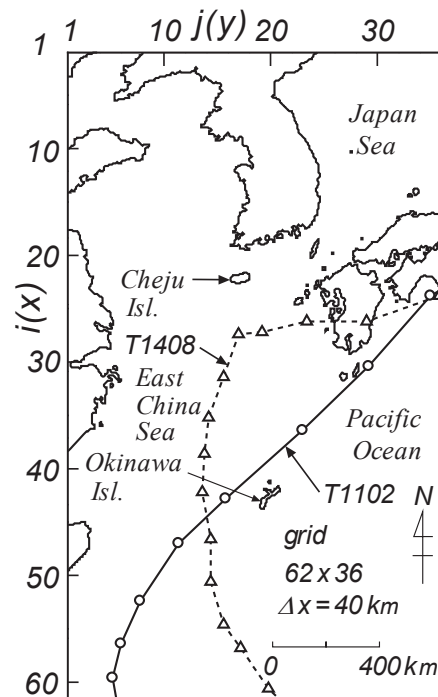 j(y)
1 10 20 30
1
10
20
30
40
50
60
i(x)
Japan
Sea
Cheju
Isl.
T1408
East
China
Sea
Okinawa
Isl.
Pacific
Ocean
T1102
N
grid
62 x 36
Δx = 40 km
0 400 km